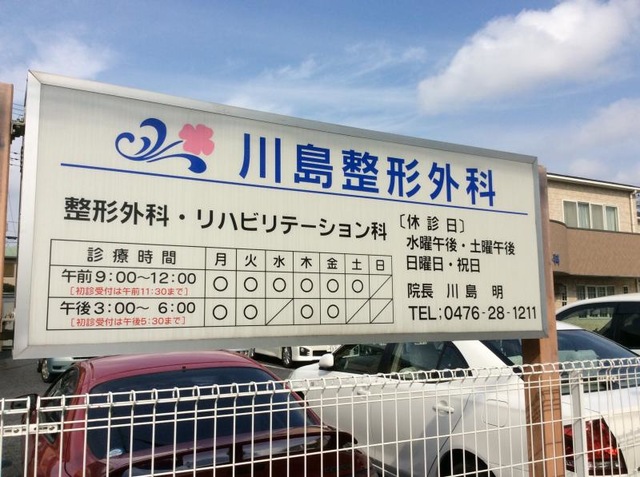 川島整形外科
整形外科・リハビリテーション科
診療時間 月 火 水 木 金 土 日
午前9:00〜12:00 ○ ○ ○ ○ ○ ○ ／
〔初診受付は午前11:30まで〕
午後3:00〜 6:00 ○ ○ ／ ○ ○ ／ ／
〔初診受付は午後5:30まで〕
〔休診日〕
水曜午後・土曜午後
日曜日・祝日
院長 川島 明
TEL;0476-28-1211